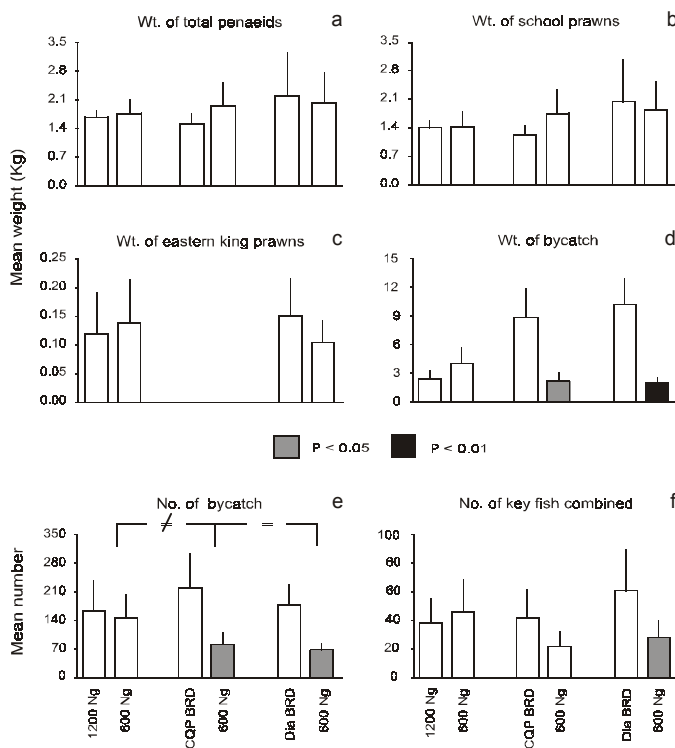 Wt. of total penaeids a
3.5
2.8
2.1
1.4
0.7
0.0
Wt. of school prawns b
3.5
2.8
2.1
1.4
0.7
0.0
Mean weight (Kg)
Wt. of eastern king prawns c
0.25
0.20
0.15
0.10
0.05
0.00
Wt. of bycatch d
15
12
9
6
3
0
P < 0.05
P < 0.01
No. of bycatch e
≠ =
350
280
210
140
70
0
Mean number
No. of key fish combined f
100
80
60
40
20
0
1200 Ng
600 Ng
CQP BRD
600 Ng
Dia BRD
600 Ng
1200 Ng
600 Ng
CQP BRD
600 Ng
Dia BRD
600 Ng